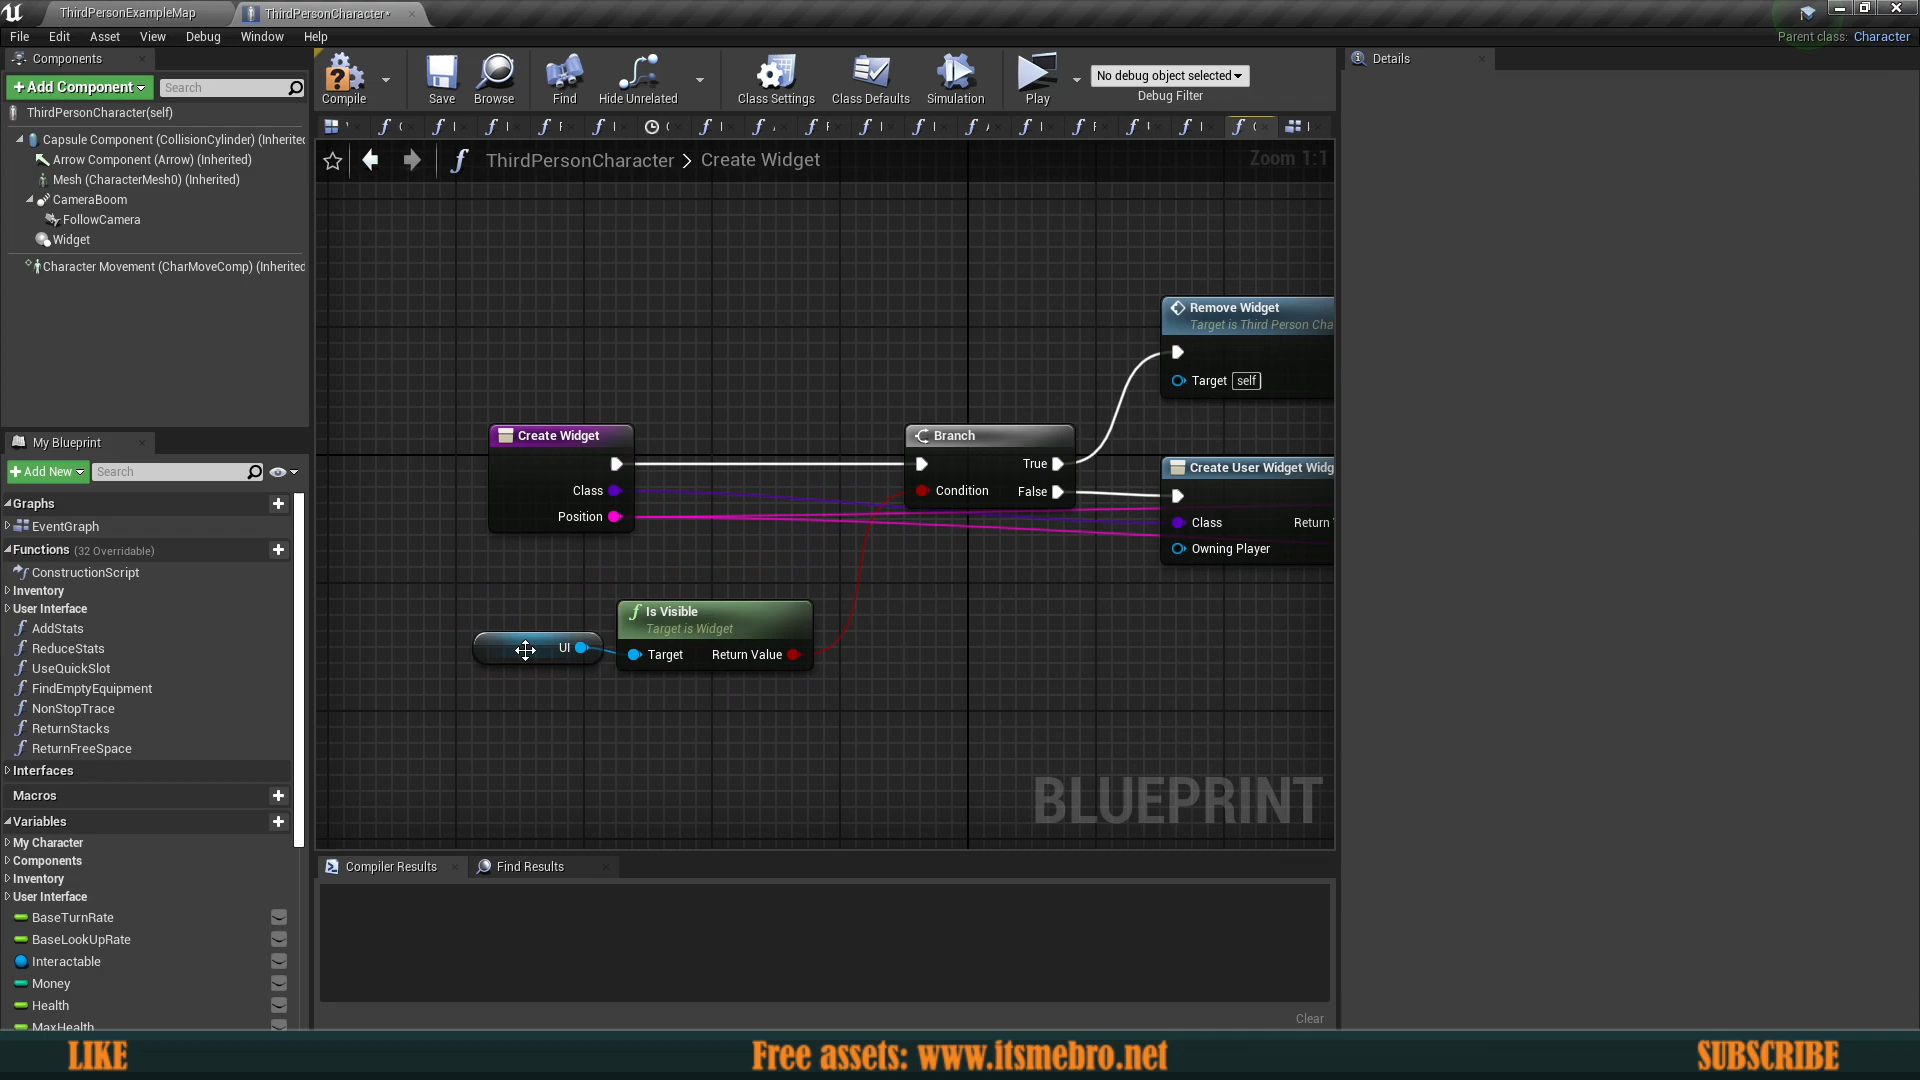 ThirdPersonExampleMap
ThirdPersonCharacter*
File Edit Asset View Debug Window Help
Parent class: Character
Components
+Add Component
Search
ThirdPersonCharacter(self)
Capsule Component (CollisionCylinder) (Inherited
Arrow Component (Arrow) (Inherited)
Mesh (CharacterMesh0) (Inherited)
CameraBoom
FollowCamera
Widget
Character Movement (CharMoveComp) (Inherited
My Blueprint
+Add New
Search
Graphs
EventGraph
Functions (32 Overridable)
ConstructionScript
Inventory
User Interface
AddStats
ReduceStats
UseQuickSlot
FindEmptyEquipment
NonStopTrace
ReturnStacks
ReturnFreeSpace
Interfaces
Macros
Variables
My Character
Components
Inventory
User Interface
BaseTurnRate
BaseLookUpRate
Interactable
Money
Health
MaxHealth
Compile
Save
Browse
Find
Hide Unrelated
Class Settings
Class Defaults
Simulation
Play
No debug object selected
Debug Filter
ThirdPersonCharacter > Create Widget
Zoom 1:1
Remove Widget
Target is Third Person Cha
Target self
Create Widget
Class
Position
Branch
True
Condition
False
Create User Widget Widg
Class
Return
Owning Player
Is Visible
Target is Widget
UI
Target
Return Value
BLUEPRINT
Compiler Results
Find Results
Clear
Details
LIKE
Free assets: www.itsmebro.net
SUBSCRIBE